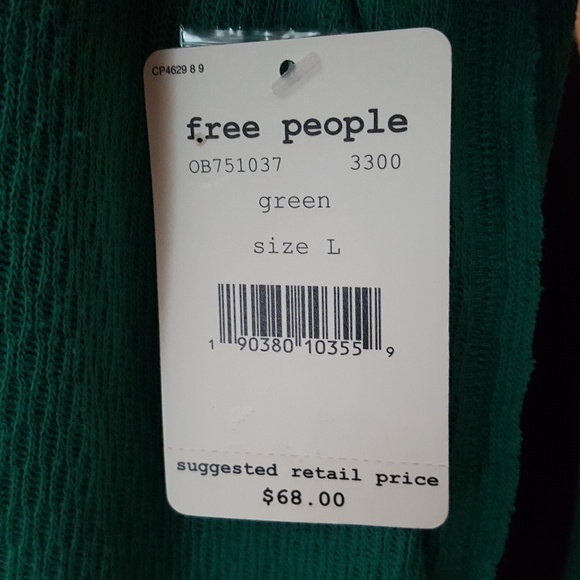 CP4629 8 9
free people
OB751037 3300
green
size L
1 90380 10355 9
suggested retail price
$68.00